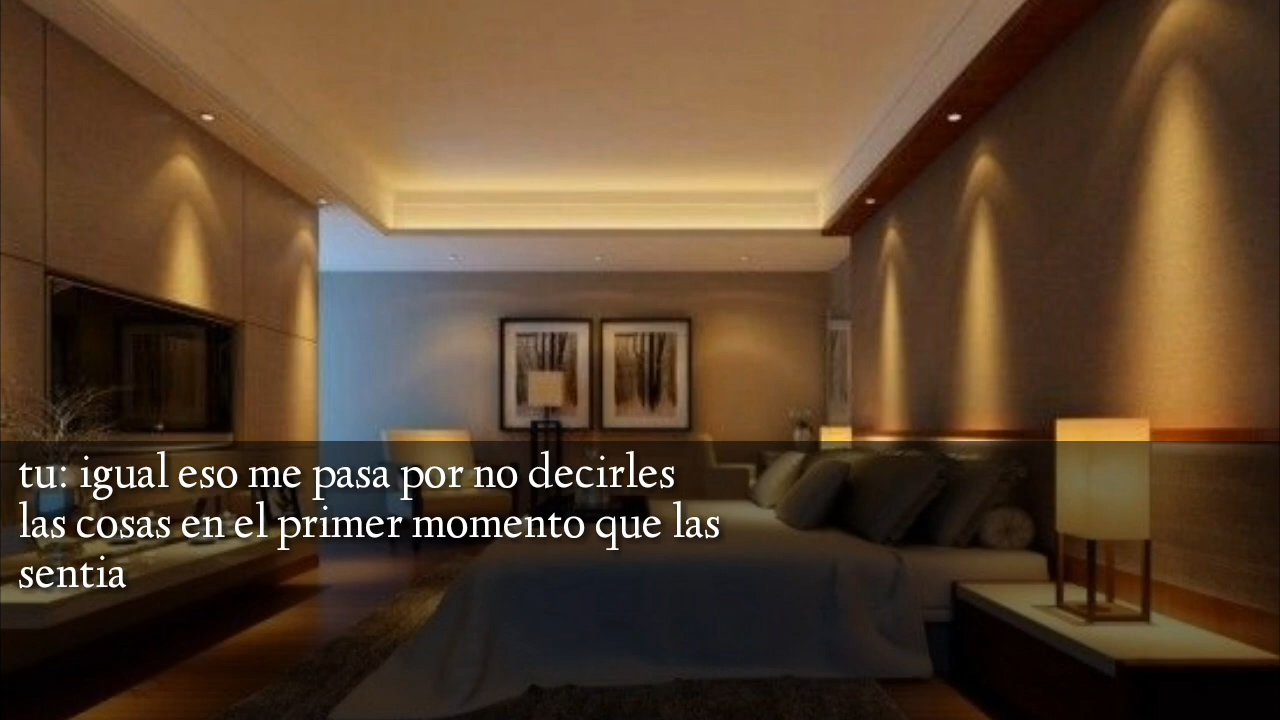 tu: igual eso me pasa por no decirles
las cosas en el primer momento que las
sentia